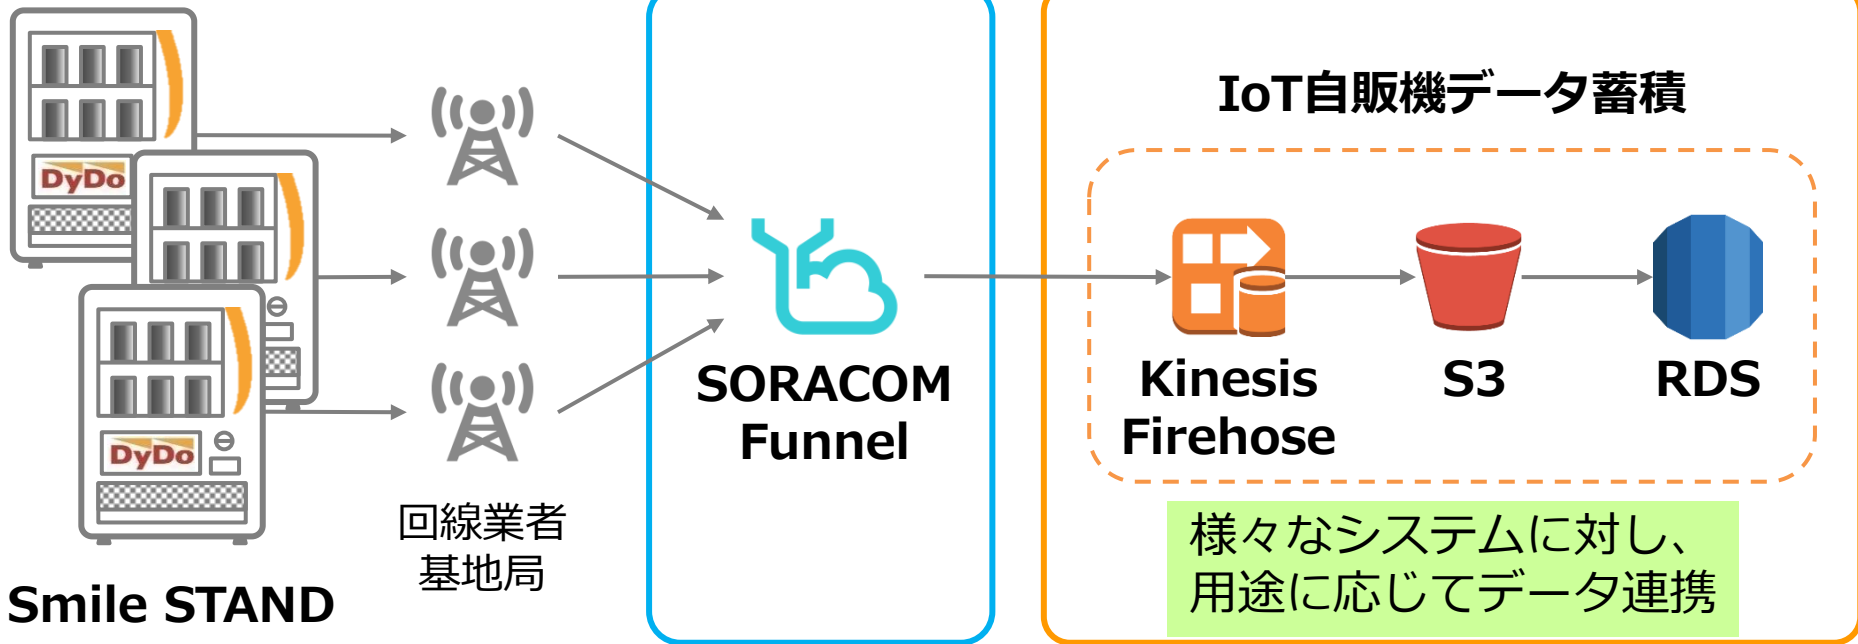 DyDo
DyDo
Smile STAND
回線業者
基地局
SORACOM
Funnel
IoT自販機データ蓄積
Kinesis
Firehose
S3
RDS
様々なシステムに対し、
用途に応じてデータ連携